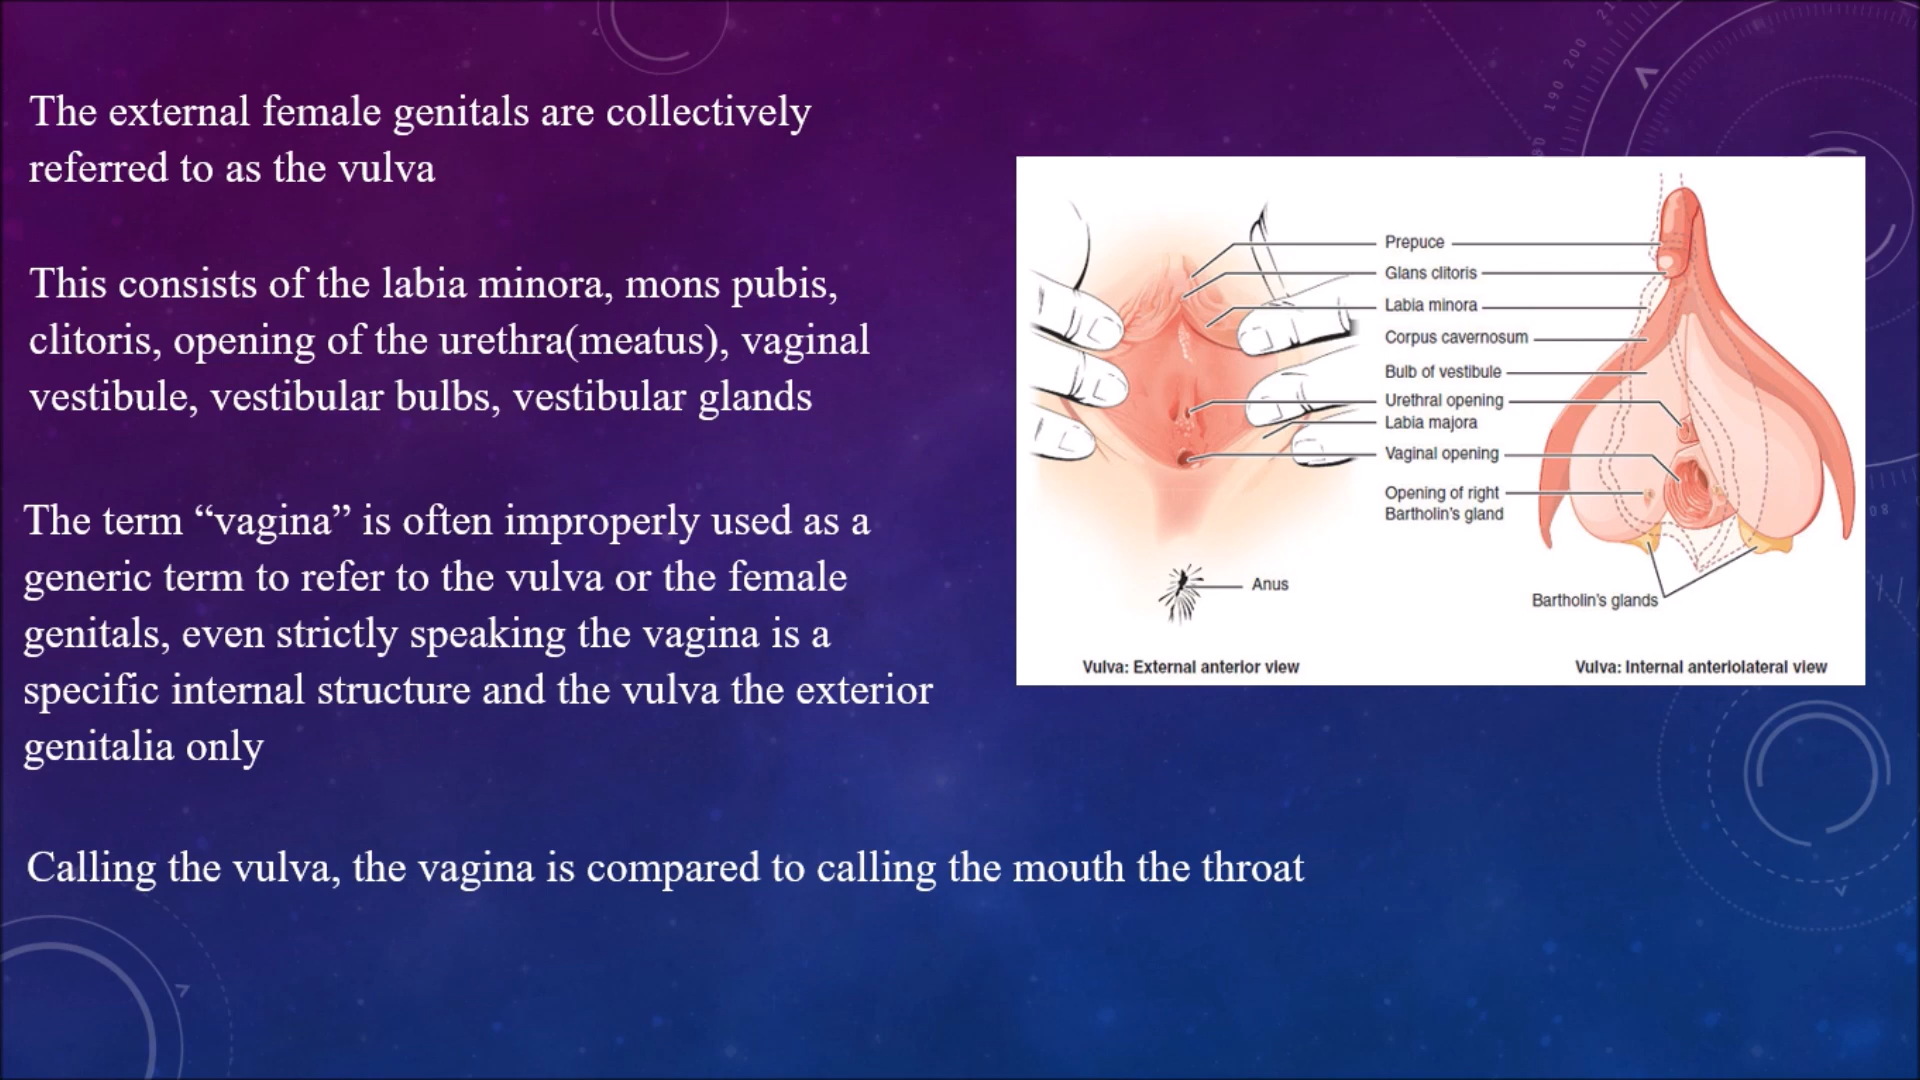 The external female genitals are collectively
referred to as the vulva
This consists of the labia minora, mons pubis,
clitoris, opening of the urethra(meatus), vaginal
vestibule, vestibular bulbs, vestibular glands
The term “vagina” is often improperly used as a
generic term to refer to the vulva or the female
genitals, even strictly speaking the vagina is a
specific internal structure and the vulva the exterior
genitalia only
Calling the vulva, the vagina is compared to calling the mouth the throat
Prepuce
Glans clitoris
Labia minora
Corpus cavernosum
Bulb of vestibule
Urethral opening
Labia majora
Vaginal opening
Opening of right
Bartholin’s gland
Anus
Bartholin’s glands
Vulva: External anterior view
Vulva: Internal anteriolateral view
190 200